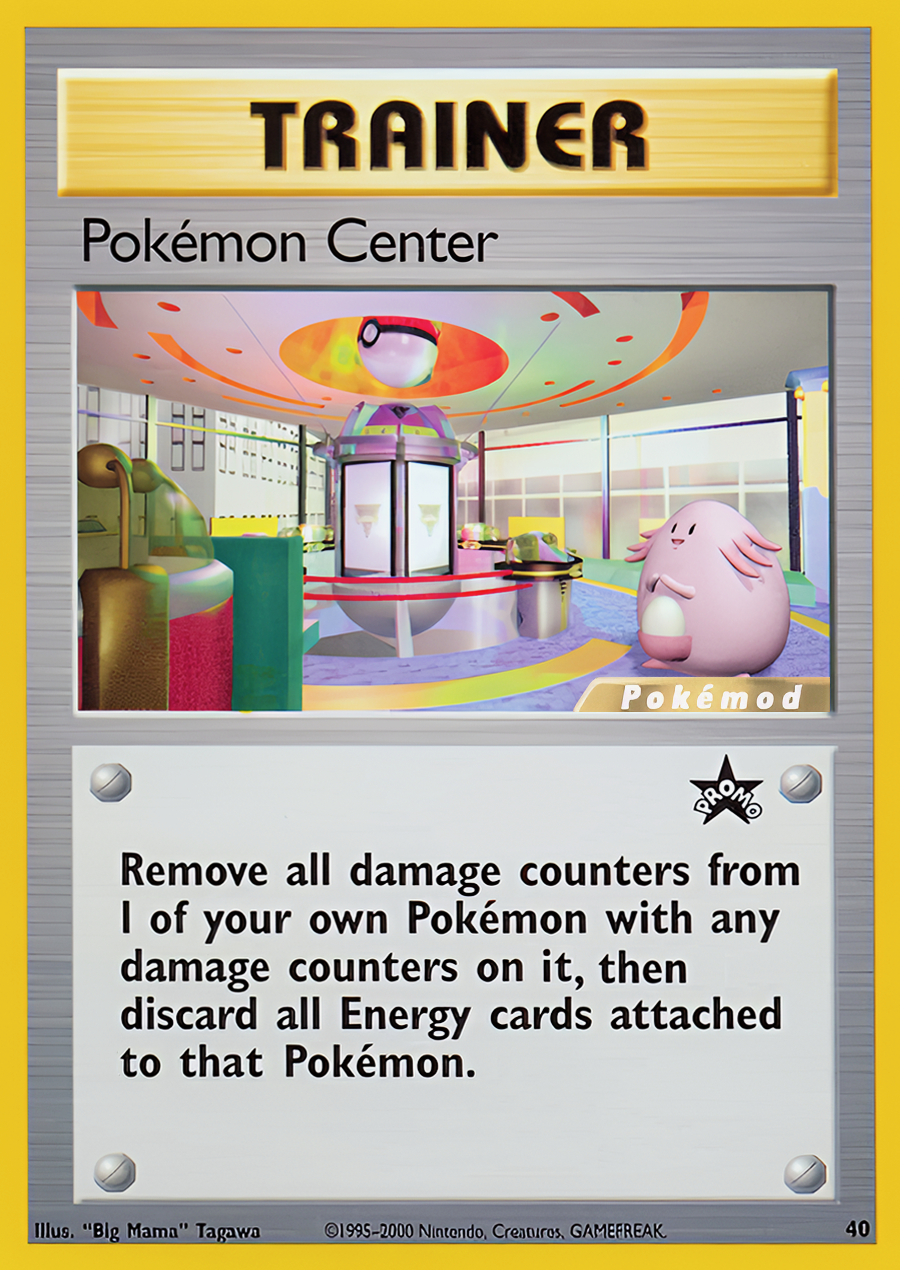 TRAINER
Pokémon Center
Pokémod
PROMO
Remove all damage counters from
1 of your own Pokémon with any
damage counters on it, then
discard all Energy cards attached
to that Pokémon.
Illus. "Big Mama" Tagawa ©1995-2000 Nintendo, Creatures, GAMEFREAK. 40